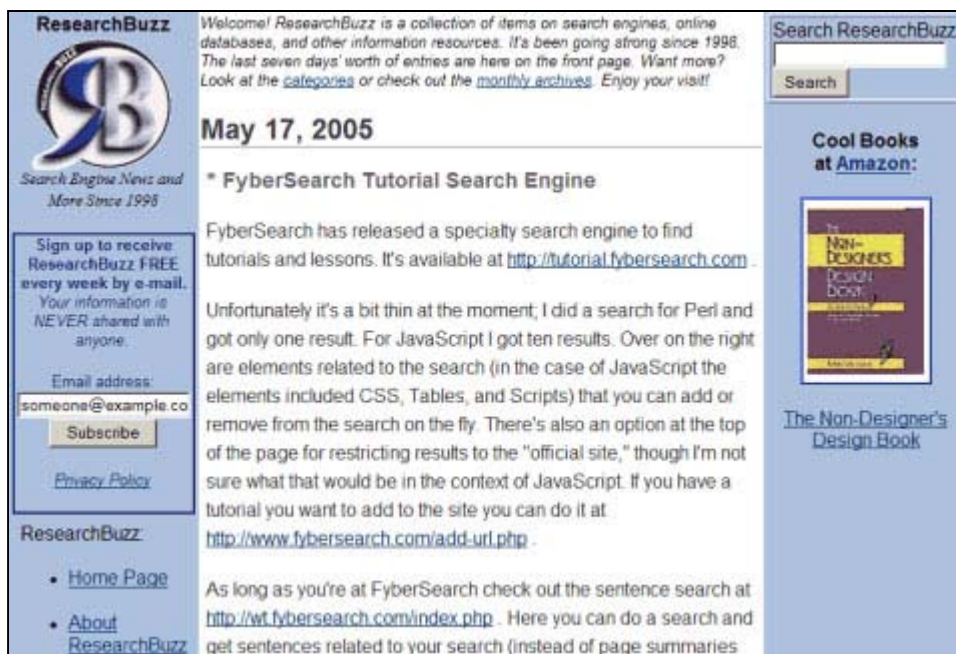 ResearchBuzz
Search Engine News and
More Since 1998
Sign up to receive
ResearchBuzz FREE
every week by e-mail.
Your information is
NEVER shared with
anyone.
Email address:
someone@example.co
Subscribe
Privacy Policy
ResearchBuzz:
• Home Page
• About
ResearchBuzz
Welcome! ResearchBuzz is a collection of items on search engines, online
databases, and other information resources. It's been going strong since 1998.
The last seven days' worth of entries are here on the front page. Want more?
Look at the categories or check out the monthly archives. Enjoy your visit!
May 17, 2005
* FyberSearch Tutorial Search Engine
FyberSearch has released a specialty search engine to find
tutorials and lessons. It's available at http://tutorial.fybersearch.com .
Unfortunately it's a bit thin at the moment; I did a search for Perl and
got only one result. For JavaScript I got ten results. Over on the right
are elements related to the search (in the case of JavaScript the
elements included CSS, Tables, and Scripts) that you can add or
remove from the search on the fly. There's also an option at the top
of the page for restricting results to the "official site," though I'm not
sure what that would be in the context of JavaScript. If you have a
tutorial you want to add to the site you can do it at
http://www.fybersearch.com/add-url.php .
As long as you're at FyberSearch check out the sentence search at
http://wt.fybersearch.com/index.php . Here you can do a search and
get sentences related to your search (instead of page summaries
Search ResearchBuzz
Search
Cool Books
at Amazon:
The
Non-
Designers
Design
Book
The Non-Designer's
Design Book